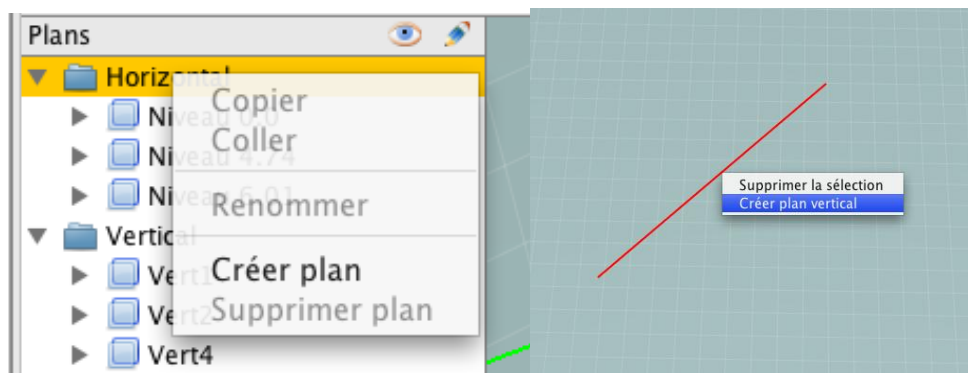 Plans
Horizontal
Niveau 0.0
Niveau 4.74
Niveau 6.01
Vertical
Vert1
Vert2
Vert4
Copier
Coller
Renommer
Créer plan
Supprimer plan
Supprimer la sélection
Créer plan vertical